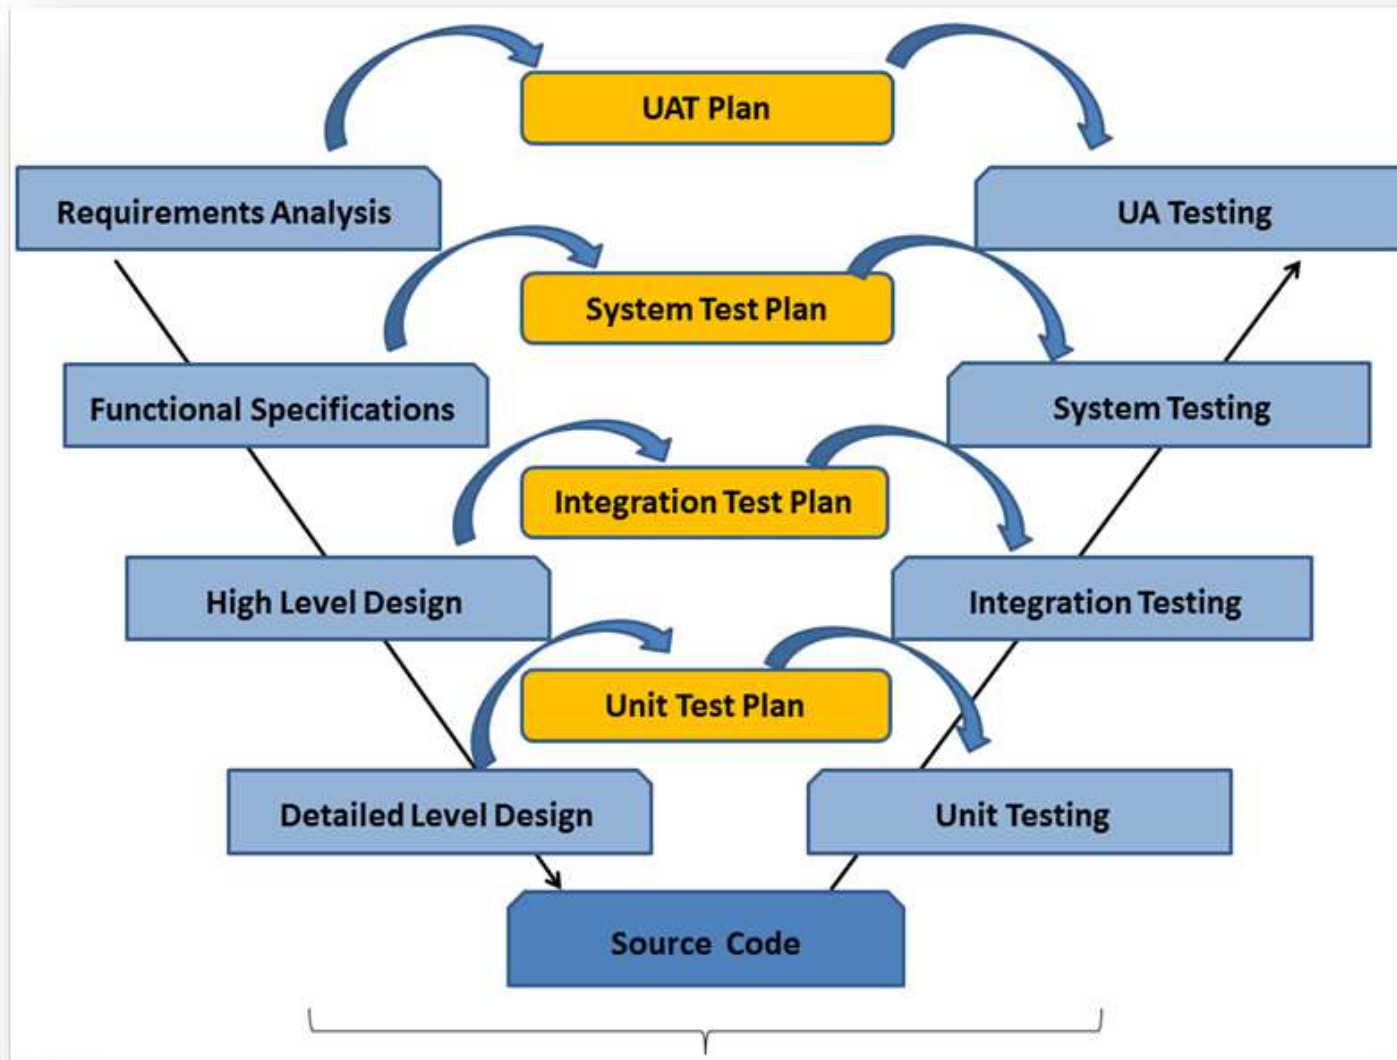 UAT Plan
Requirements Analysis
UA Testing
System Test Plan
Functional Specifications
System Testing
Integration Test Plan
High Level Design
Integration Testing
Unit Test Plan
Detailed Level Design
Unit Testing
Source Code